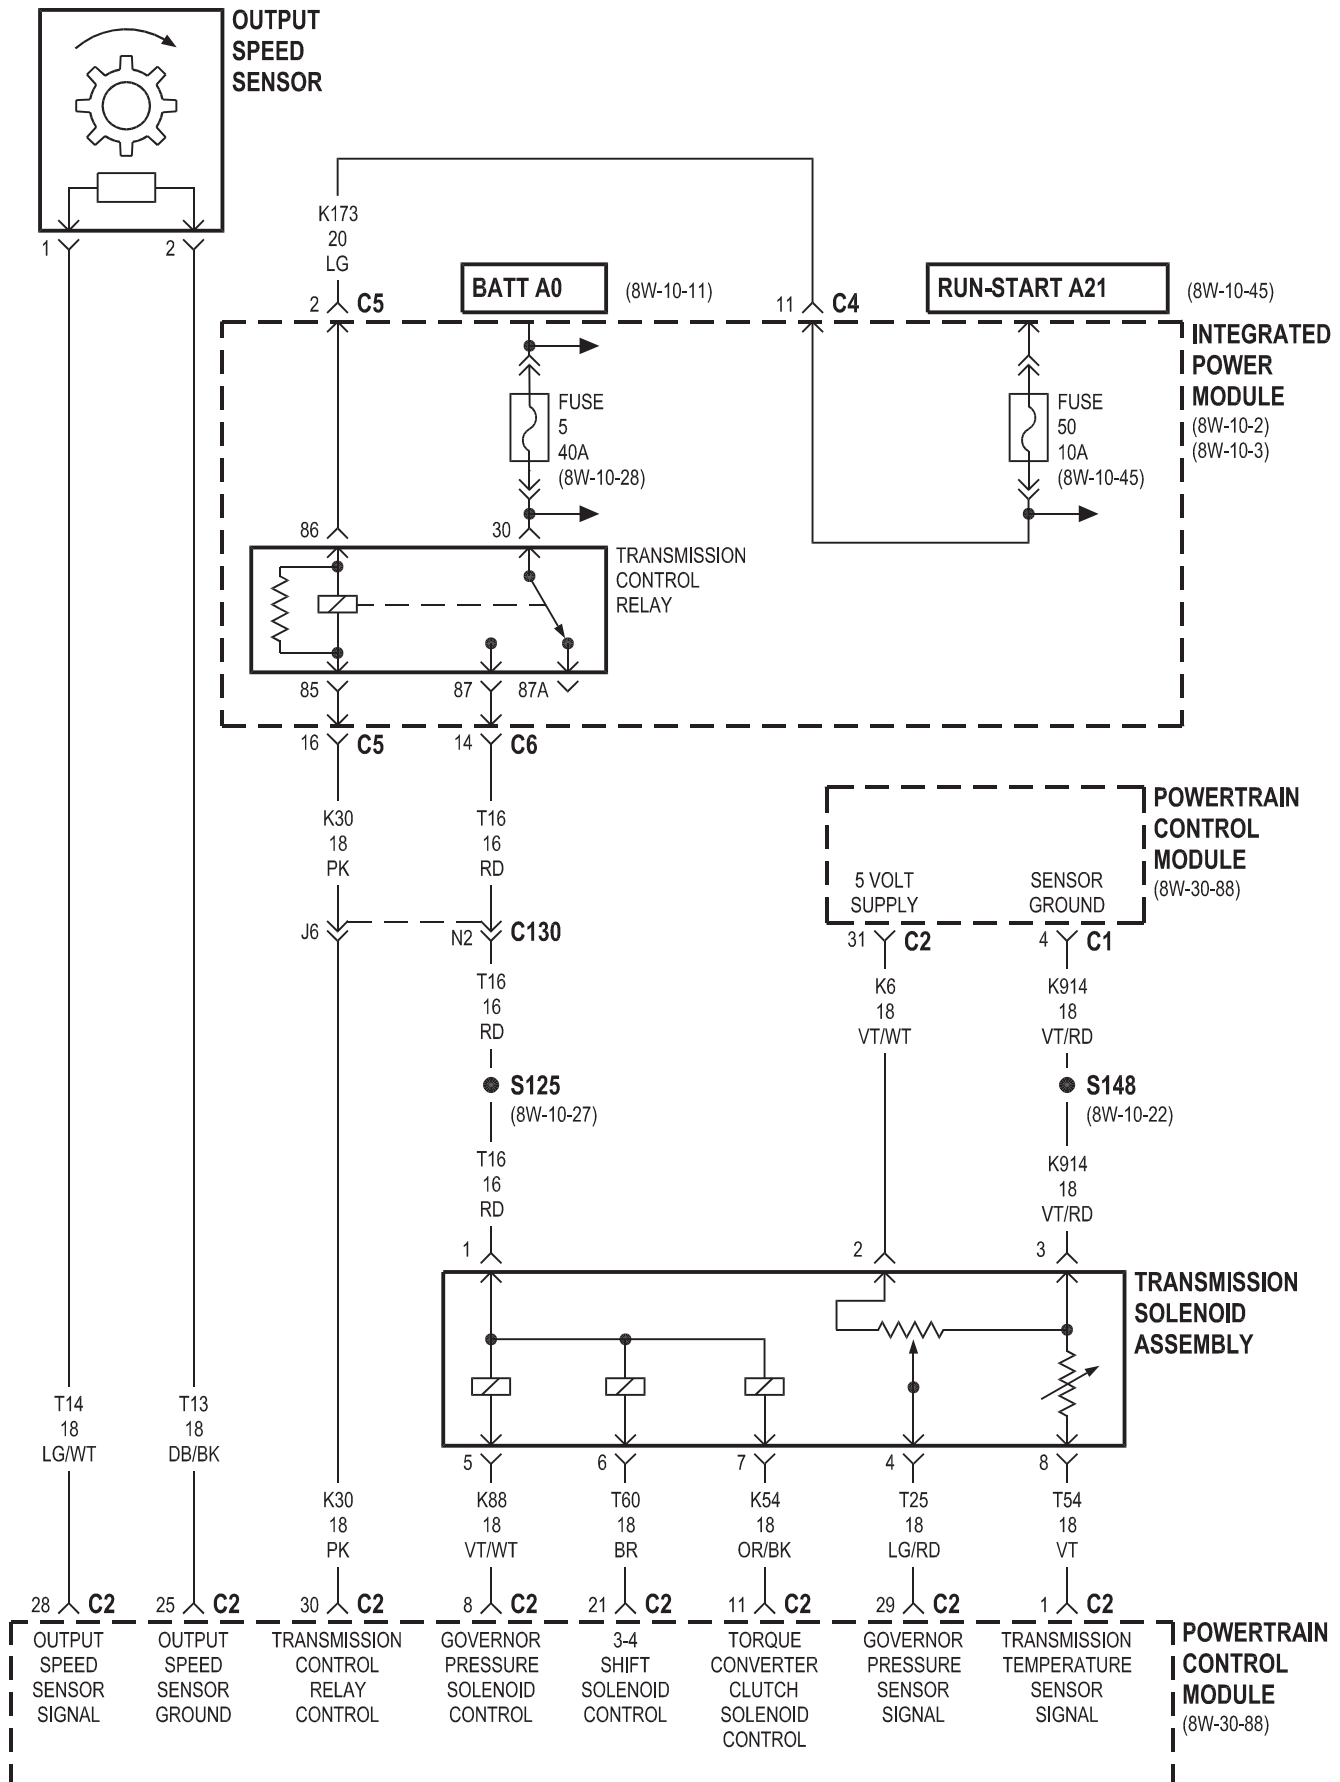 OUTPUT
SPEED
SENSOR
1
2
K173
20
LG
2
C5
BATT A0
(8W-10-11)
11
C4
RUN-START A21
(8W-10-45)
INTEGRATED
POWER
MODULE
(8W-10-2)
(8W-10-3)
FUSE
5
40A
(8W-10-28)
FUSE
50
10A
(8W-10-45)
86
30
TRANSMISSION
CONTROL
RELAY
85
87
87A
16
C5
14
C6
K30
18
PK
T16
16
RD
POWERTRAIN
CONTROL
MODULE
(8W-30-88)
5 VOLT
SUPPLY
SENSOR
GROUND
J6
N2
C130
31
C2
4
C1
T16
16
RD
K6
18
VT/WT
K914
18
VT/RD
S125
(8W-10-27)
S148
(8W-10-22)
T16
16
RD
K914
18
VT/RD
1
2
3
TRANSMISSION
SOLENOID
ASSEMBLY
T14
18
LG/WT
T13
18
DB/BK
5
6
7
4
8
K30
18
PK
K88
18
VT/WT
T60
18
BR
K54
18
OR/BK
T25
18
LG/RD
T54
18
VT
28
C2
25
C2
30
C2
8
C2
21
C2
11
C2
29
C2
1
C2
OUTPUT
SPEED
SENSOR
SIGNAL
OUTPUT
SPEED
SENSOR
GROUND
TRANSMISSION
CONTROL
RELAY
CONTROL
GOVERNOR
PRESSURE
SOLENOID
CONTROL
3-4
SHIFT
SOLENOID
CONTROL
TORQUE
CONVERTER
CLUTCH
SOLENOID
CONTROL
GOVERNOR
PRESSURE
SENSOR
SIGNAL
TRANSMISSION
TEMPERATURE
SENSOR
SIGNAL
POWERTRAIN
CONTROL
MODULE
(8W-30-88)